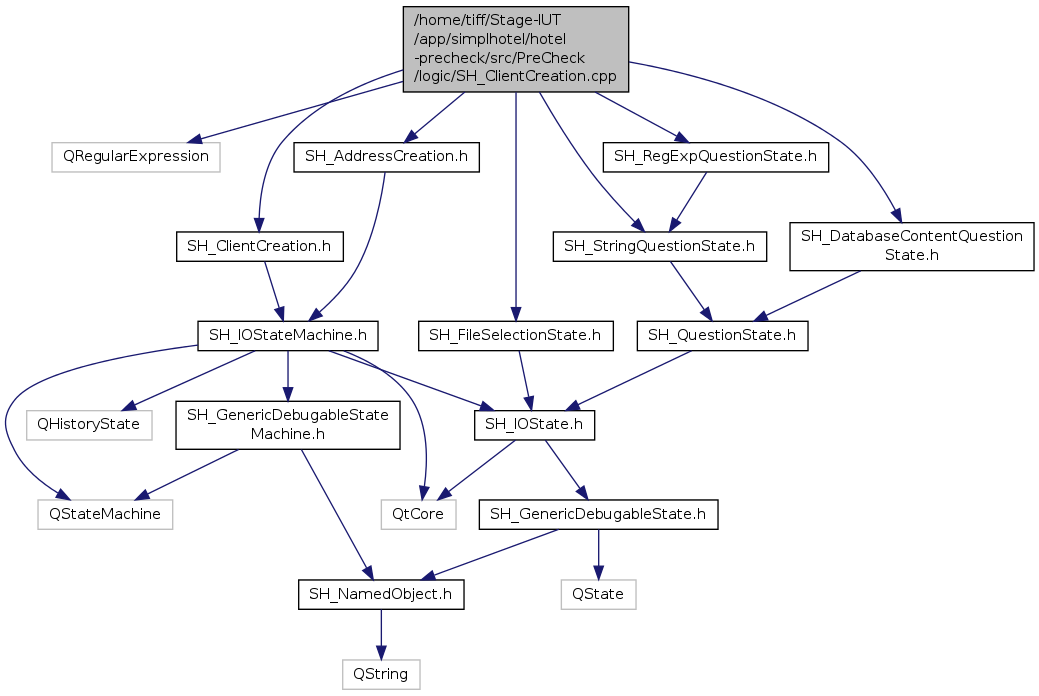 /home/tiff/Stage-IUT
/app/simplhotel/hotel
-precheck/src/PreCheck
/logic/SH_ClientCreation.cpp
QRegularExpression
SH_AddressCreation.h
SH_RegExpQuestionState.h
SH_ClientCreation.h
SH_StringQuestionState.h
SH_DatabaseContentQuestion
State.h
SH_IOStateMachine.h
SH_FileSelectionState.h
SH_QuestionState.h
QHistoryState
SH_GenericDebugableState
Machine.h
SH_IOState.h
QStateMachine
QtCore
SH_GenericDebugableState.h
SH_NamedObject.h
QState
QString